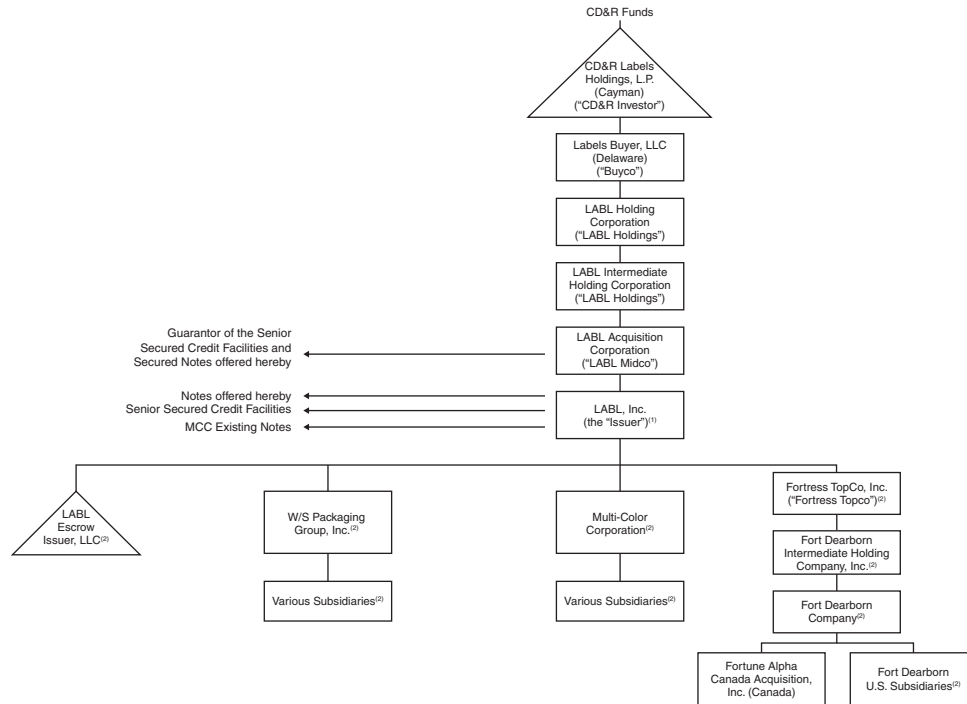 CD&R Funds
CD&R Labels
Holdings, L.P.
(Cayman)
(“CD&R Investor”)
Labels Buyer, LLC
(Delaware)
(“Buyco”)
LABL Holding
Corporation
(“LABL Holdings”)
LABL Intermediate
Holding Corporation
(“LABL Holdings”)
Guarantor of the Senior
Secured Credit Facilities and
Secured Notes offered hereby
LABL Acquisition
Corporation
(“LABL Midco”)
Notes offered hereby
Senior Secured Credit Facilities
MCC Existing Notes
LABL, Inc.
(the “Issuer”)(1)
LABL
Escrow
Issuer, LLC(2)
W/S Packaging
Group, Inc.(2)
Various Subsidiaries(2)
Multi-Color
Corporation(2)
Various Subsidiaries(2)
Fortress TopCo, Inc.
(“Fortress Topco”)(2)
Fort Dearborn
Intermediate Holding
Company, Inc.(2)
Fort Dearborn
Company(2)
Fortune Alpha
Canada Acquisition,
Inc. (Canada)
Fort Dearborn
U.S. Subsidiaries(2)